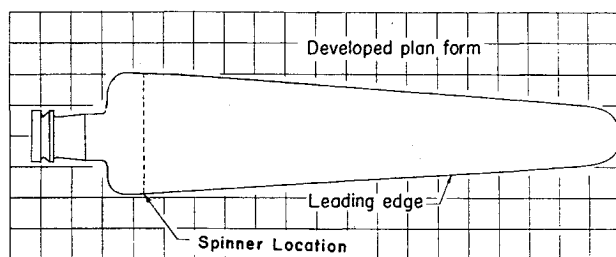 Developed plan form
Leading edge
Spinner Location